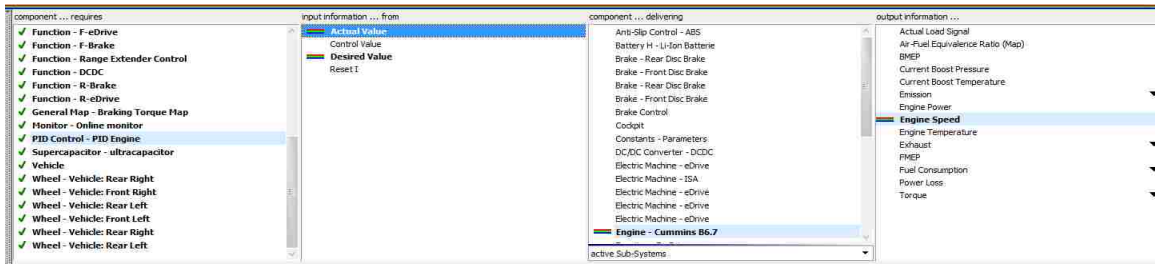 component ... requires
Function - F-eDrive
Function - F-Brake
Function - Range Extender Control
Function - DCDC
Function - R-Brake
Function - R-eDrive
General Map - Braking Torque Map
Monitor - Online monitor
PID Control - PID Engine
Supercapacitor - ultracapacitor
Vehicle
Wheel - Vehicle: Rear Right
Wheel - Vehicle: Front Right
Wheel - Vehicle: Rear Left
Wheel - Vehicle: Front Left
Wheel - Vehicle: Rear Right
Wheel - Vehicle: Rear Left
input information ... from
Actual Value
Control Value
Desired Value
Reset I
component ... delivering
Anti-Slip Control - ABS
Battery H - Li-Ion Batterie
Brake - Rear Disc Brake
Brake - Front Disc Brake
Brake - Rear Disc Brake
Brake - Front Disc Brake
Brake Control
Cockpit
Constants - Parameters
DC/DC Converter - DCDC
Electric Machine - eDrive
Electric Machine - ISA
Electric Machine - eDrive
Electric Machine - eDrive
Electric Machine - eDrive
Engine - Cummins B6.7
active Sub-Systems
output information ...
Actual Load Signal
Air-Fuel Equivalence Ratio (Map)
BMEP
Current Boost Pressure
Current Boost Temperature
Emission
Engine Power
Engine Speed
Engine Temperature
Exhaust
FMEP
Fuel Consumption
Power Loss
Torque